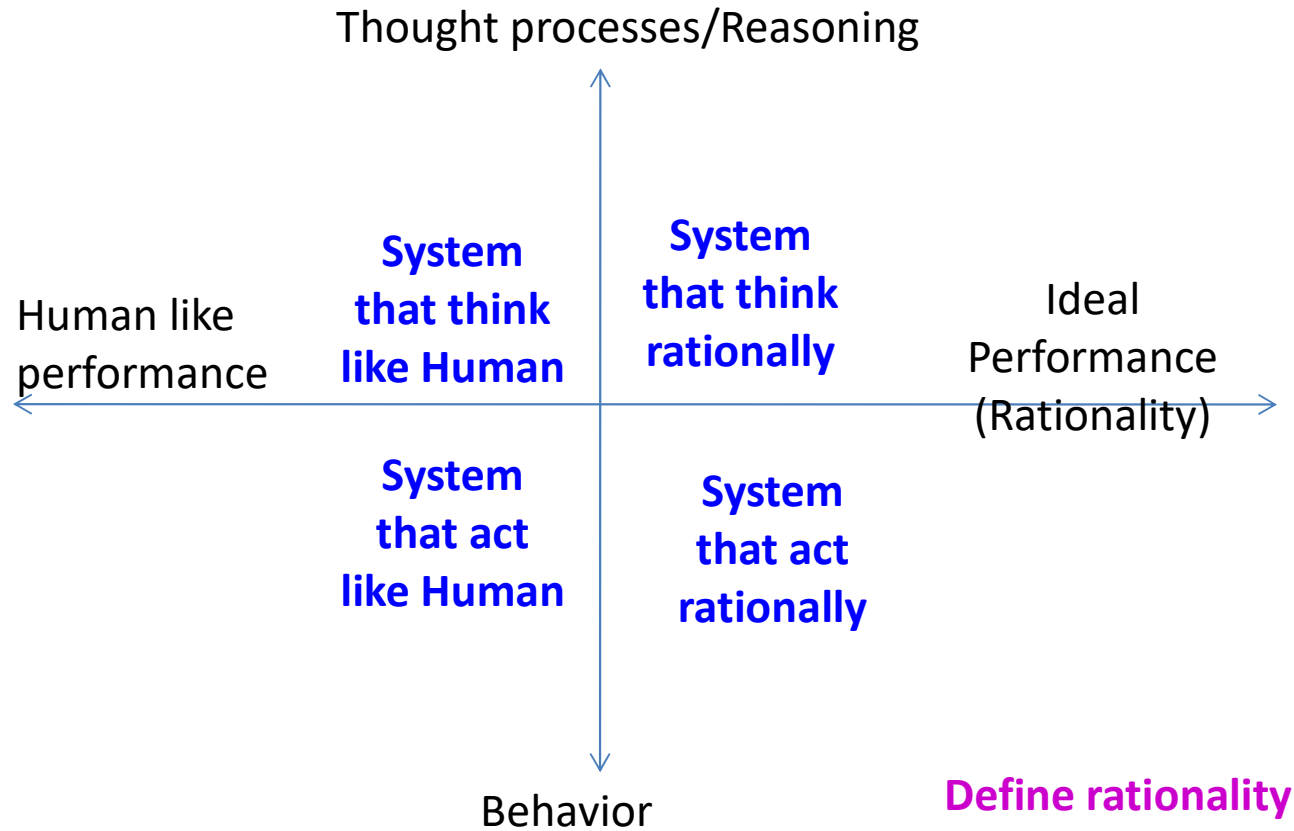 Thought processes/Reasoning
System
that think
like Human
System
that think
rationally
Human like
performance
Ideal
Performance
(Rationality)
System
that act
like Human
System
that act
rationally
Behavior
Define rationality